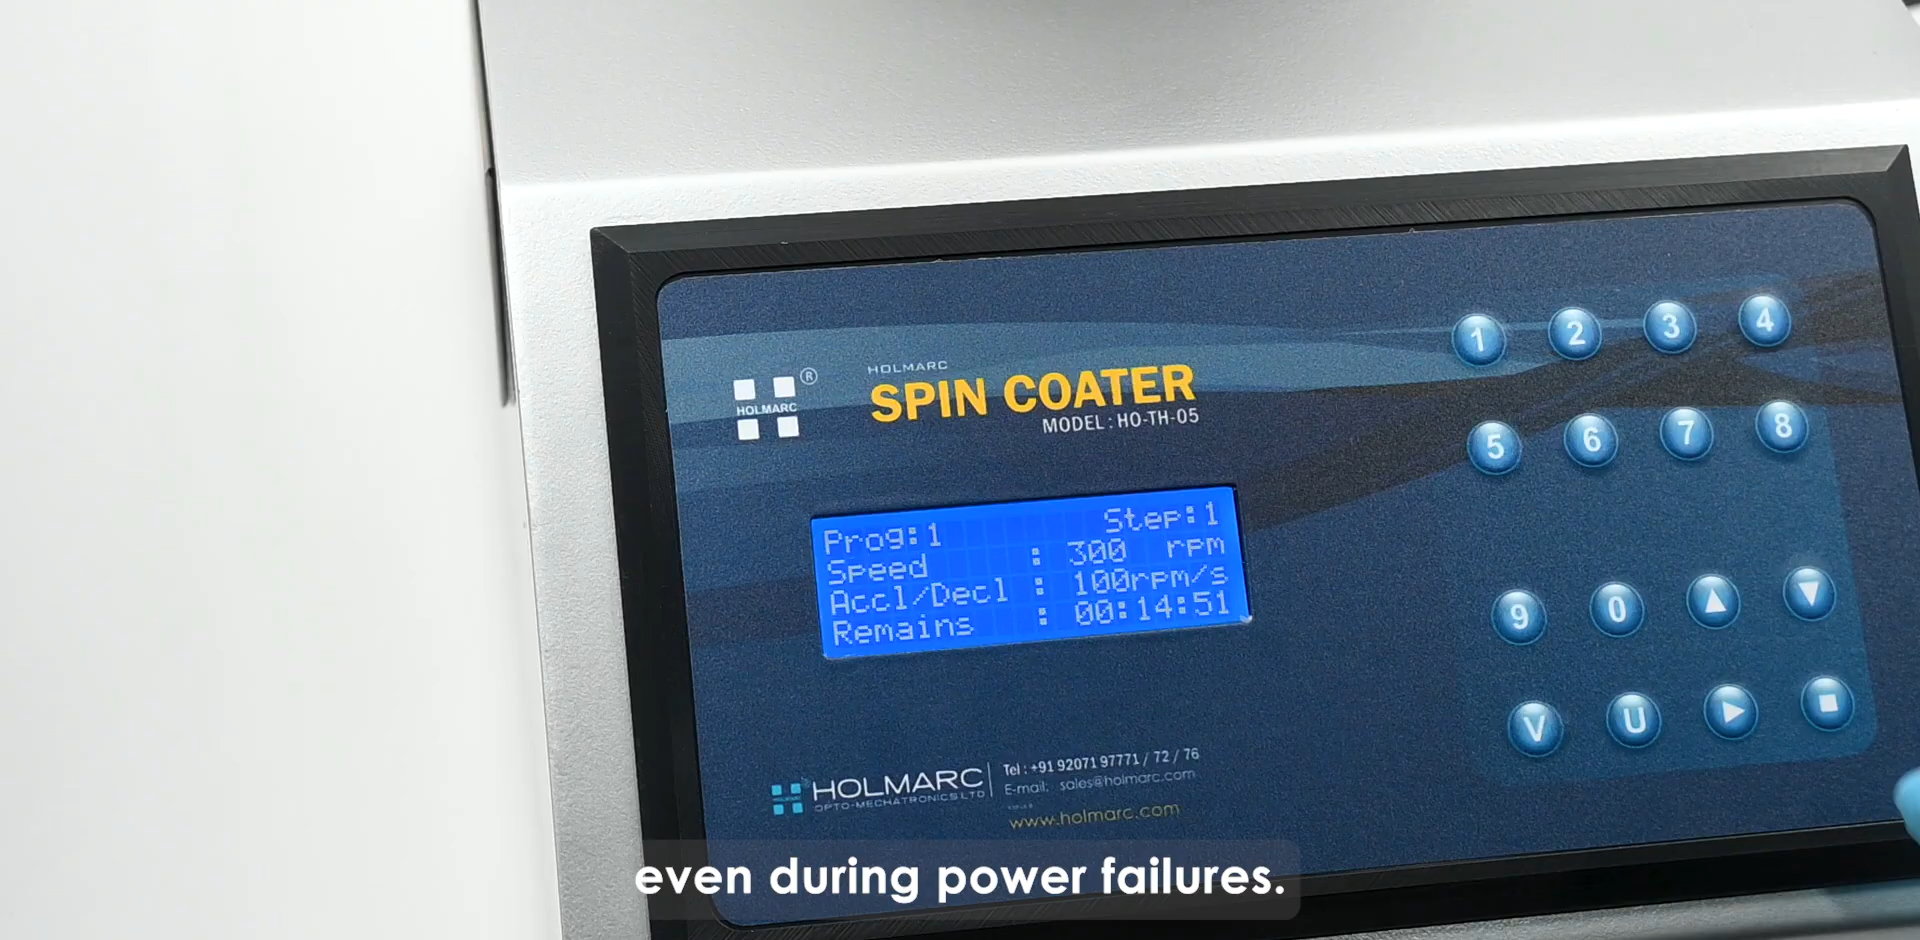 HOLMARC
SPIN COATER
MODEL : HO-TH-05
®
HOLMARC
1 2 3 4
5 6 7 8
9 0 ▲ ▼
V U ▶ ■
Prog:1 Step:1
Speed : 300 rpm
Accl/Decl : 100rpm/s
Remains : 00:14:51
HOLMARC
OPTO-MECHATRONICS LTD
Tel : +91 92071 97771 / 72 / 76
E-mail: sales@holmarc.com
www.holmarc.com
even during power failures.